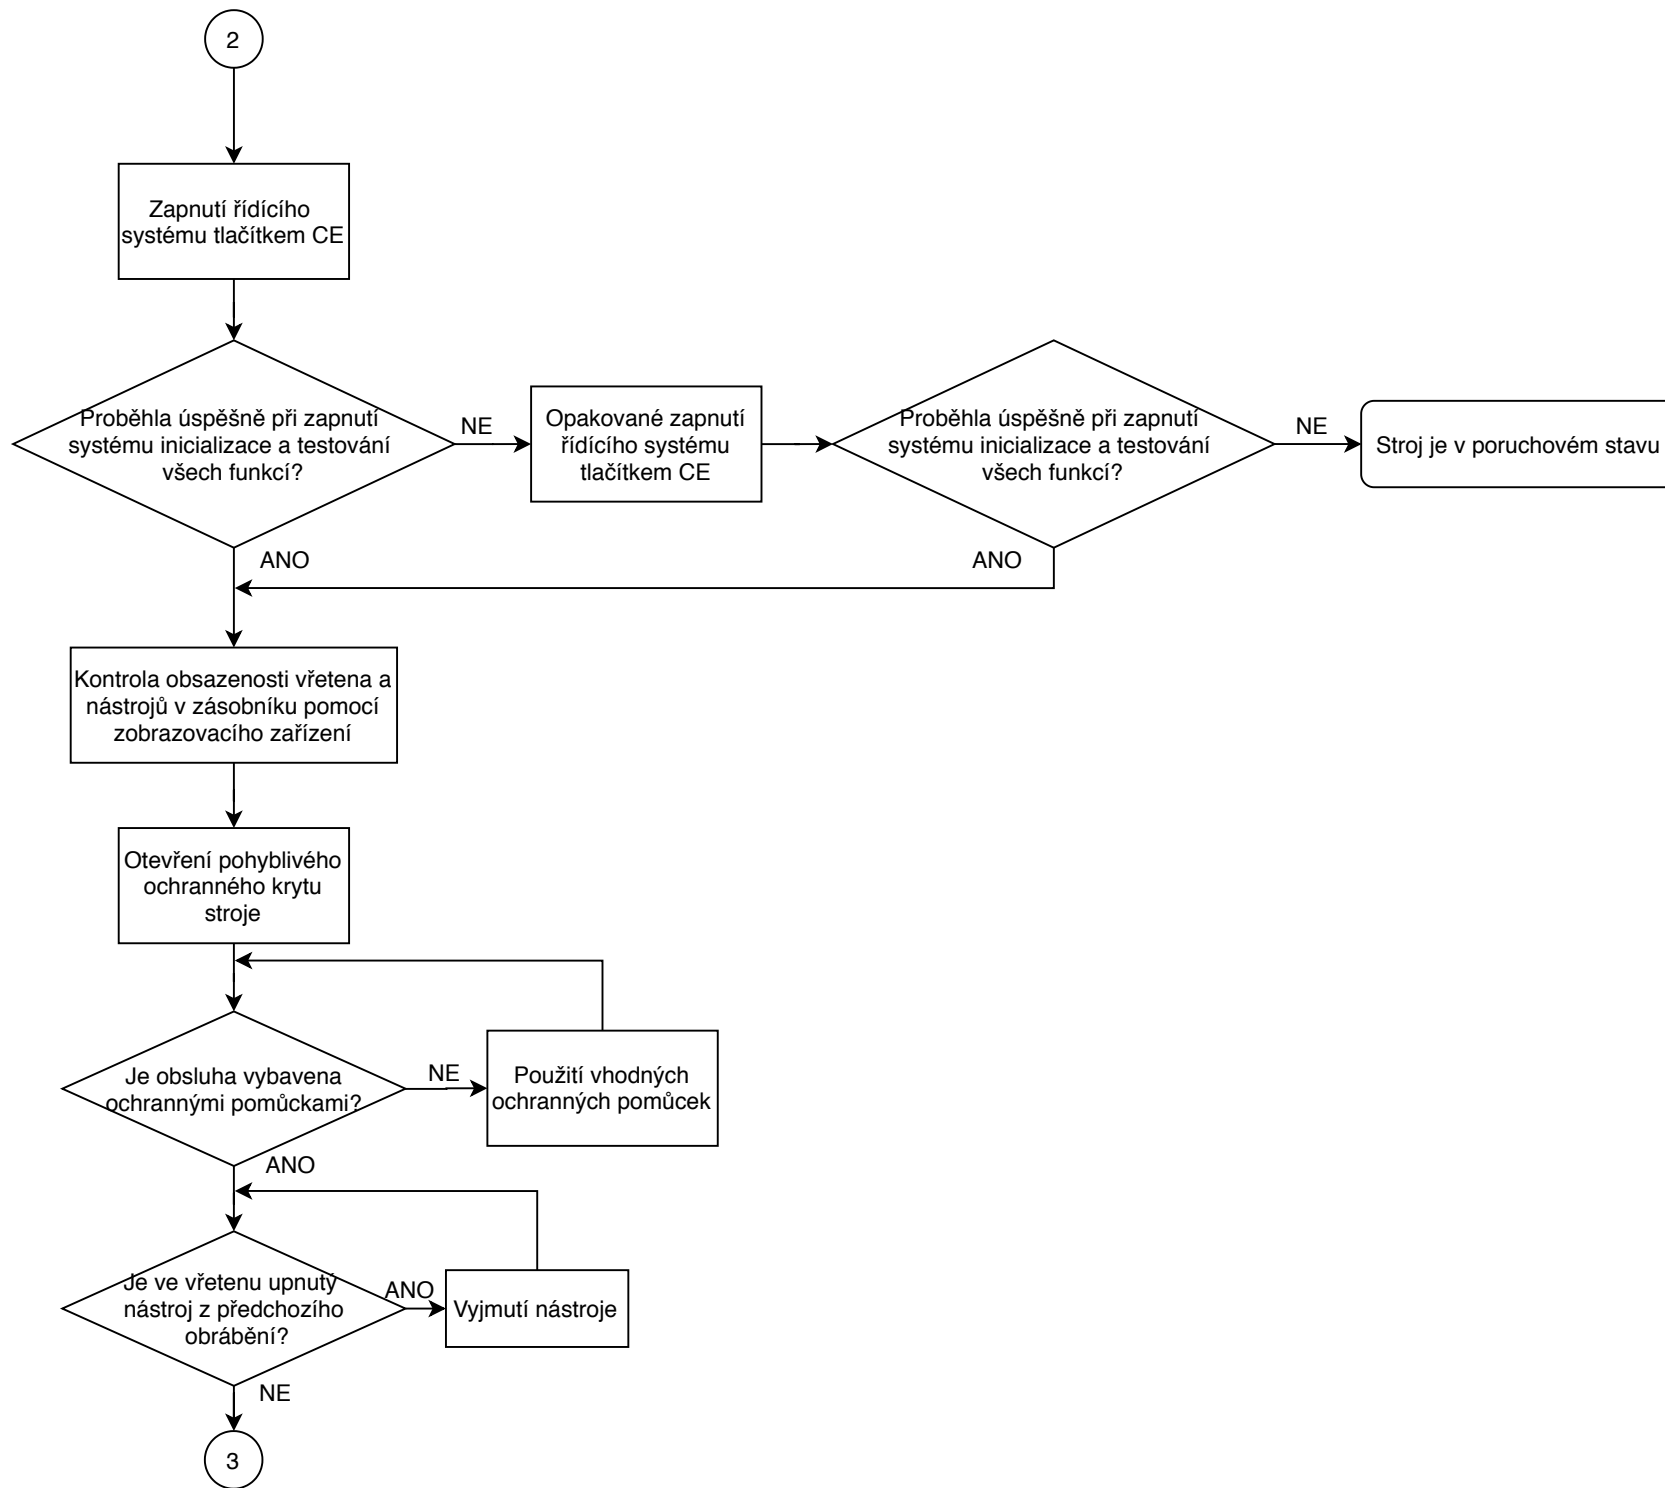 2
Zapnutí řídícího
systému tlačítkem CE
Proběhla úspěšně při zapnutí
systému inicializace a testování
všech funkcí?
NE
Opakované zapnutí
řídícího systému
tlačítkem CE
Proběhla úspěšně při zapnutí
systému inicializace a testování
všech funkcí?
NE
Stroj je v poruchovém stavu
ANO
ANO
Kontrola obsazenosti vřetena a
nástrojů v zásobníku pomocí
zobrazovacího zařízení
Otevření pohyblivého
ochranného krytu
stroje
Je obsluha vybavena
ochrannými pomůckami?
NE
Použití vhodných
ochranných pomůcek
ANO
Je ve vřetenu upnutý
nástroj z předchozího
obrábění?
ANO
Vyjmutí nástroje
NE
3